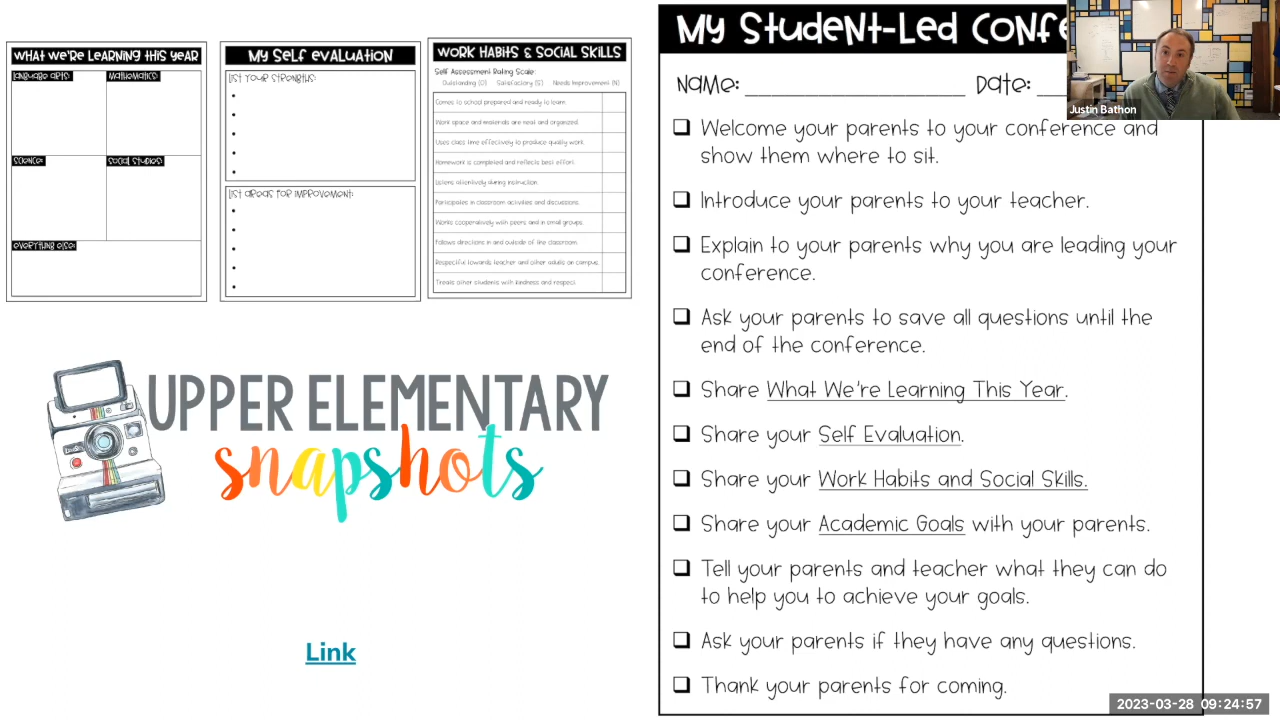 WHAT WE'RE LEARNING THIS YEAR
LANGUAGE ARTS:
MATHEMATICS:
SCIENCE:
SOCIAL STUDIES:
EVERYTHING ELSE:
MY SELF EVALUATION
LIST YOUR STRENGTHS:
LIST AREAS FOR IMPROVEMENT:
WORK HABITS & SOCIAL SKILLS
Self Assessment Rating Scale:
Outstanding (O) Satisfactory (S) Needs Improvement (N)
Comes to school prepared and ready to learn.
Work space and materials are neat and organized.
Uses class time effectively to produce quality work.
Homework is completed and reflects best effort.
Listens attentively during instruction.
Participates in classroom activities and discussions.
Works cooperatively with peers and in small groups.
Follows directions in and outside of the classroom.
Respectful towards teacher and other adults on campus.
Treats other students with kindness and respect.
UPPER ELEMENTARY
snapshots
Link
My Student-Led Confe
Name: ____________________ Date: ___
Welcome your parents to your conference and
show them where to sit.
Introduce your parents to your teacher.
Explain to your parents why you are leading your
conference.
Ask your parents to save all questions until the
end of the conference.
Share What We're Learning This Year.
Share your Self Evaluation.
Share your Work Habits and Social Skills.
Share your Academic Goals with your parents.
Tell your parents and teacher what they can do
to help you to achieve your goals.
Ask your parents if they have any questions.
Thank your parents for coming.
Justin Bathon
2023-03-28 09:24:57